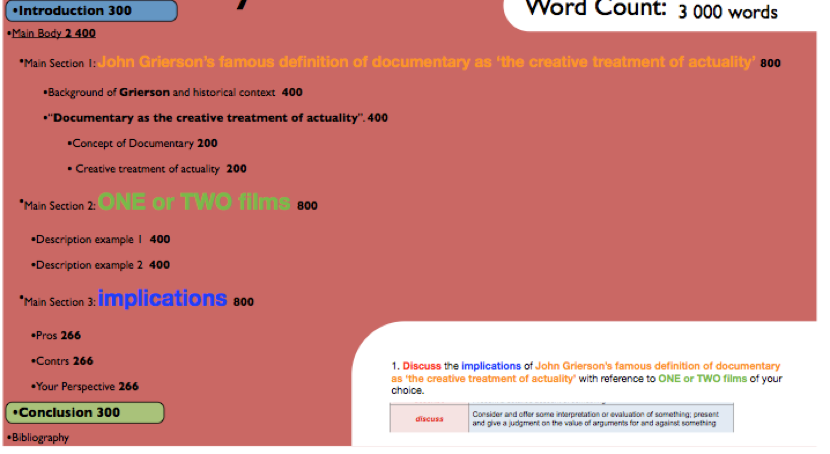 •Introduction 300
Word Count: 3 000 words
•Main Body 2 400
•Main Section 1: John Grierson's famous definition of documentary as 'the creative treatment of actuality' 800
•Background of Grierson and historical context 400
•"Documentary as the creative treatment of actuality". 400
•Concept of Documentary 200
• Creative treatment of actuality 200
•Main Section 2: ONE or TWO films 800
•Description example 1 400
•Description example 2 400
•Main Section 3: implications 800
•Pros 266
•Contrs 266
•Your Perspective 266
•Conclusion 300
•Bibliography
1. Discuss the implications of John Grierson's famous definition of documentary
as 'the creative treatment of actuality' with reference to ONE or TWO films of your
choice.
discuss
Consider and offer some interpretation or evaluation of something; present
and give a judgment on the value of arguments for and against something